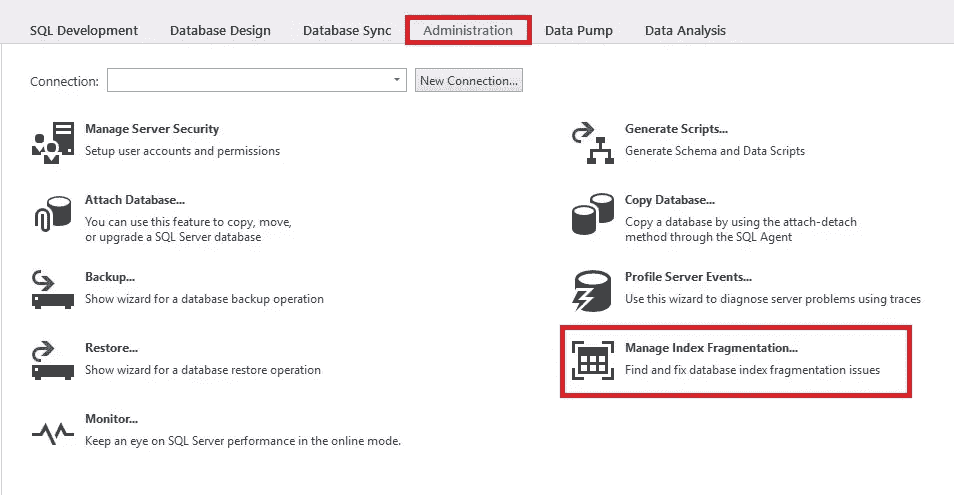 SQL Development Database Design Database Sync Administration Data Pump Data Analysis
Connection: New Connection...
Manage Server Security
Setup user accounts and permissions
Attach Database...
You can use this feature to copy, move,
or upgrade a SQL Server database
Backup...
Show wizard for a database backup operation
Restore...
Show wizard for a database restore operation
Monitor...
Keep an eye on SQL Server performance in the online mode.
Generate Scripts...
Generate Schema and Data Scripts
Copy Database...
Copy a database by using the attach-detach
method through the SQL Agent
Profile Server Events...
Use this wizard to diagnose server problems using traces
Manage Index Fragmentation...
Find and fix database index fragmentation issues